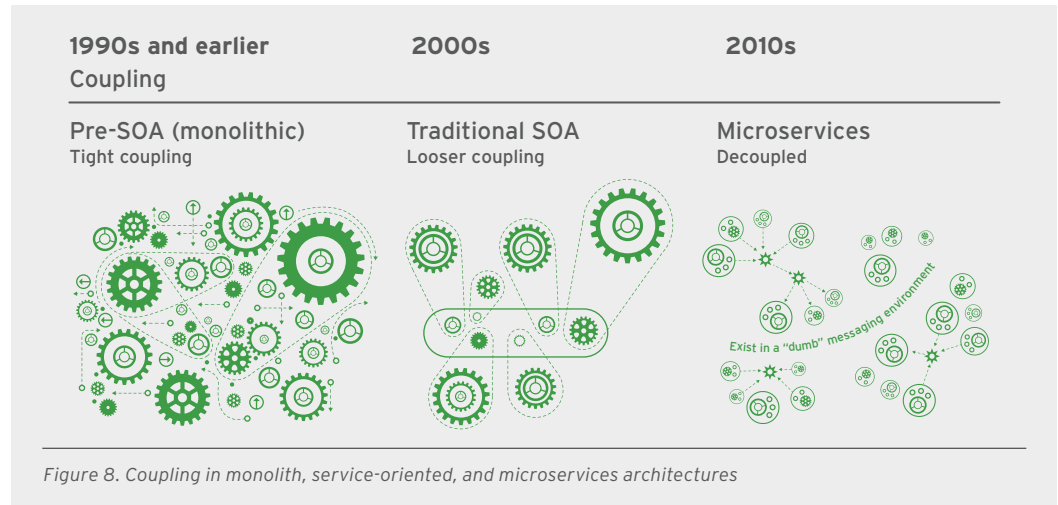 1990s and earlier
2000s
2010s
Coupling
Pre-SOA (monolithic)
Traditional SOA
Microservices
Tight coupling
Looser coupling
Decoupled
Exist in a “dumb” messaging environment
Figure 8. Coupling in monolith, service-oriented, and microservices architectures